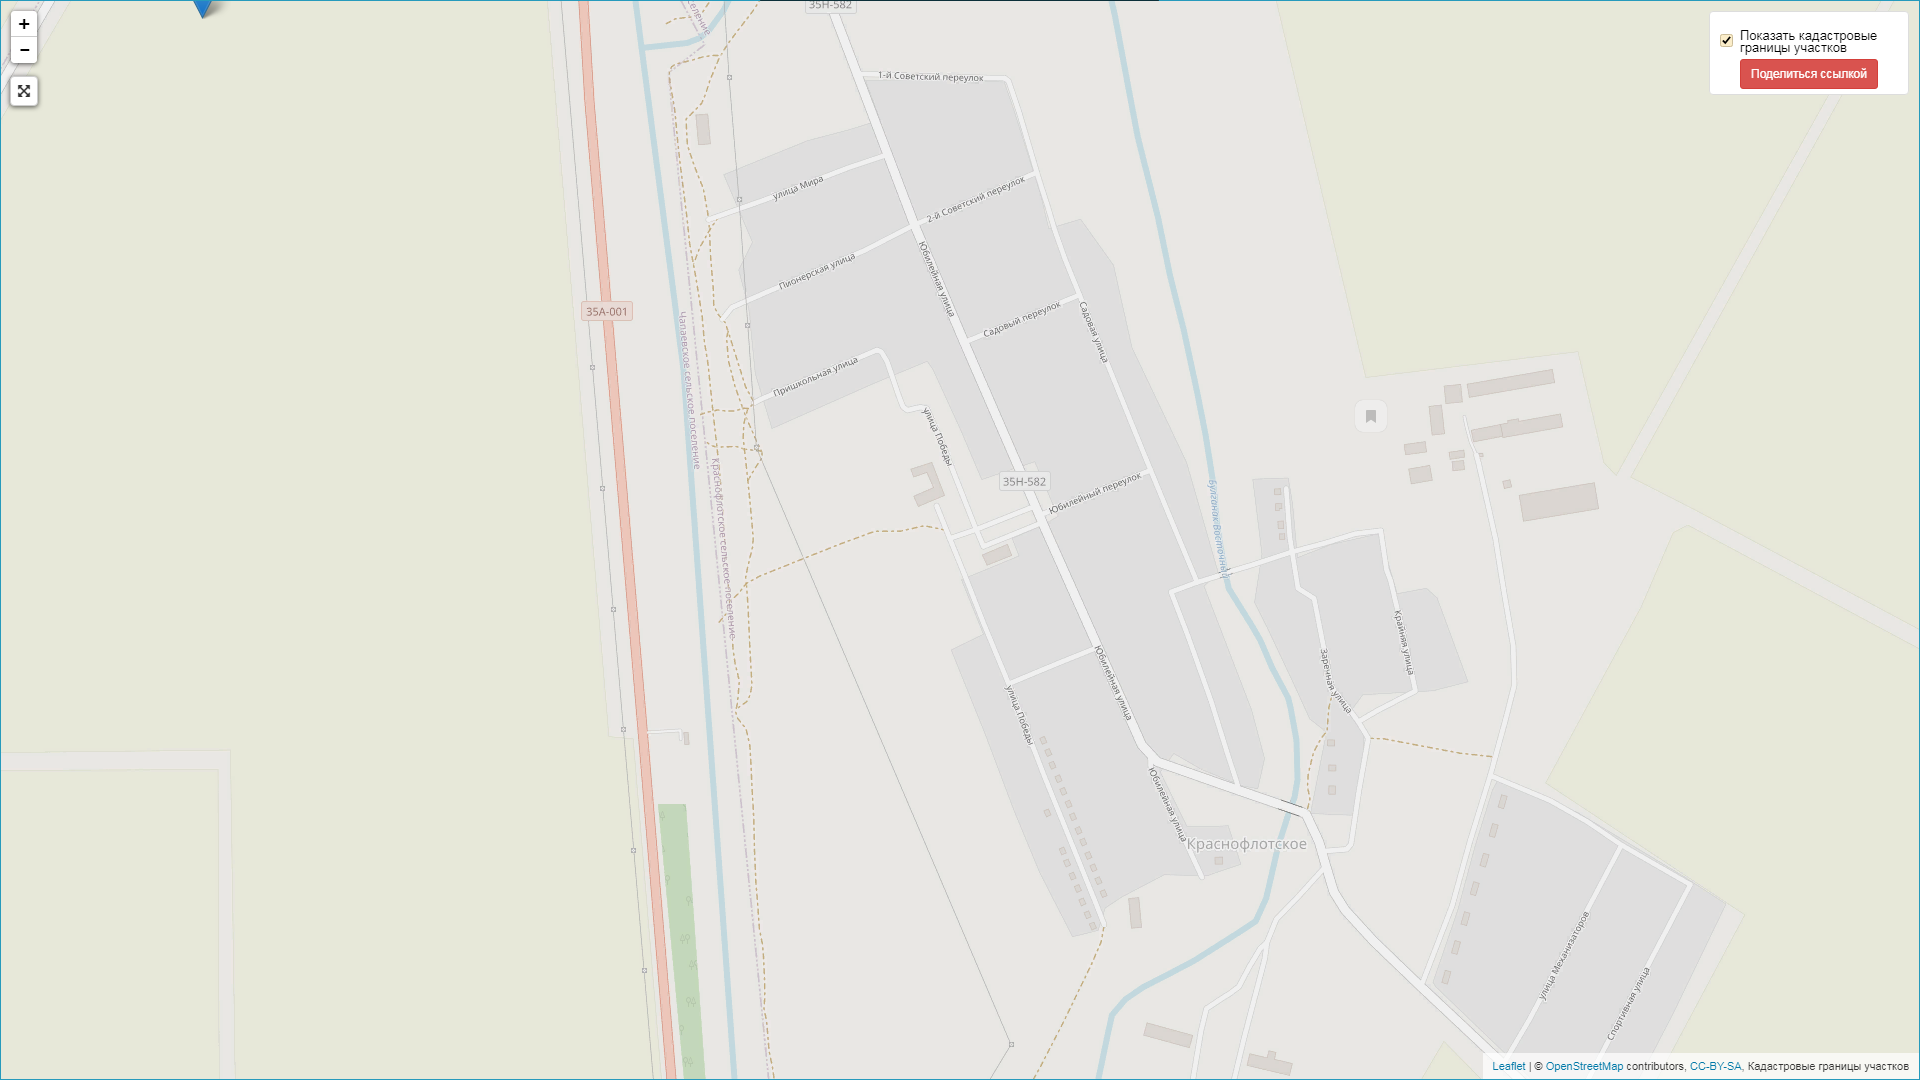 +
−
35Н-582
Показать кадастровые
границы участков
Поделиться ссылкой
1-й Советский переулок
улица Мира
2-й Советский переулок
Пионерская улица
Юбилейная улица
35А-001
Садовый переулок
Садовая улица
Чапаевское сельское поселение
Пришкольная улица
улица Победы
35Н-582
Юбилейный переулок
Краснофлотское сельское поселение
Булганак Восточный
Крайняя улица
Заречная улица
Юбилейная улица
улица Победы
Юбилейная улица
Краснофлотское
улица Механизаторов
Спортивная улица
Leaflet | © OpenStreetMap contributors, CC-BY-SA, Кадастровые границы участков